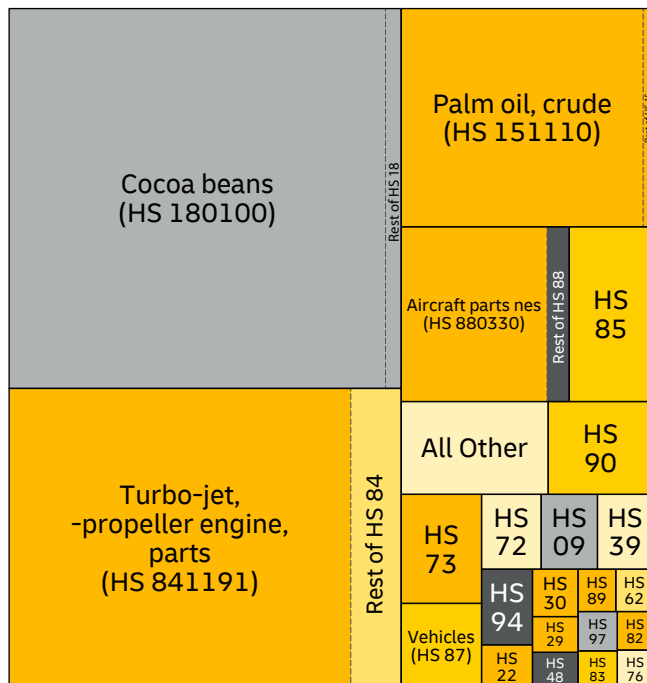 Cocoa beans
(HS 180100)
Rest of HS 18
Palm oil, crude
(HS 151110)
Aircraft parts nes
(HS 880330)
Rest of HS 88
HS
85
All Other
HS
90
Turbo-jet,
-propeller engine,
parts
(HS 841191)
Rest of HS 84
HS
73
HS
72
HS
09
HS
39
Vehicles
(HS 87)
HS
94
HS
30
HS
89
HS
62
HS
29
HS
97
HS
82
HS
22
HS
48
HS
83
HS
76